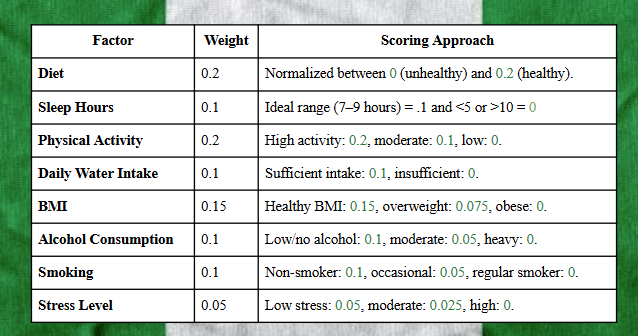 Factor Weight Scoring Approach
Diet 0.2 Normalized between 0 (unhealthy) and 0.2 (healthy).
Sleep Hours 0.1 Ideal range (7–9 hours) = .1 and <5 or >10 = 0
Physical Activity 0.2 High activity: 0.2, moderate: 0.1, low: 0.
Daily Water Intake 0.1 Sufficient intake: 0.1, insufficient: 0.
BMI 0.15 Healthy BMI: 0.15, overweight: 0.075, obese: 0.
Alcohol Consumption 0.1 Low/no alcohol: 0.1, moderate: 0.05, heavy: 0.
Smoking 0.1 Non-smoker: 0.1, occasional: 0.05, regular smoker: 0.
Stress Level 0.05 Low stress: 0.05, moderate: 0.025, high: 0.